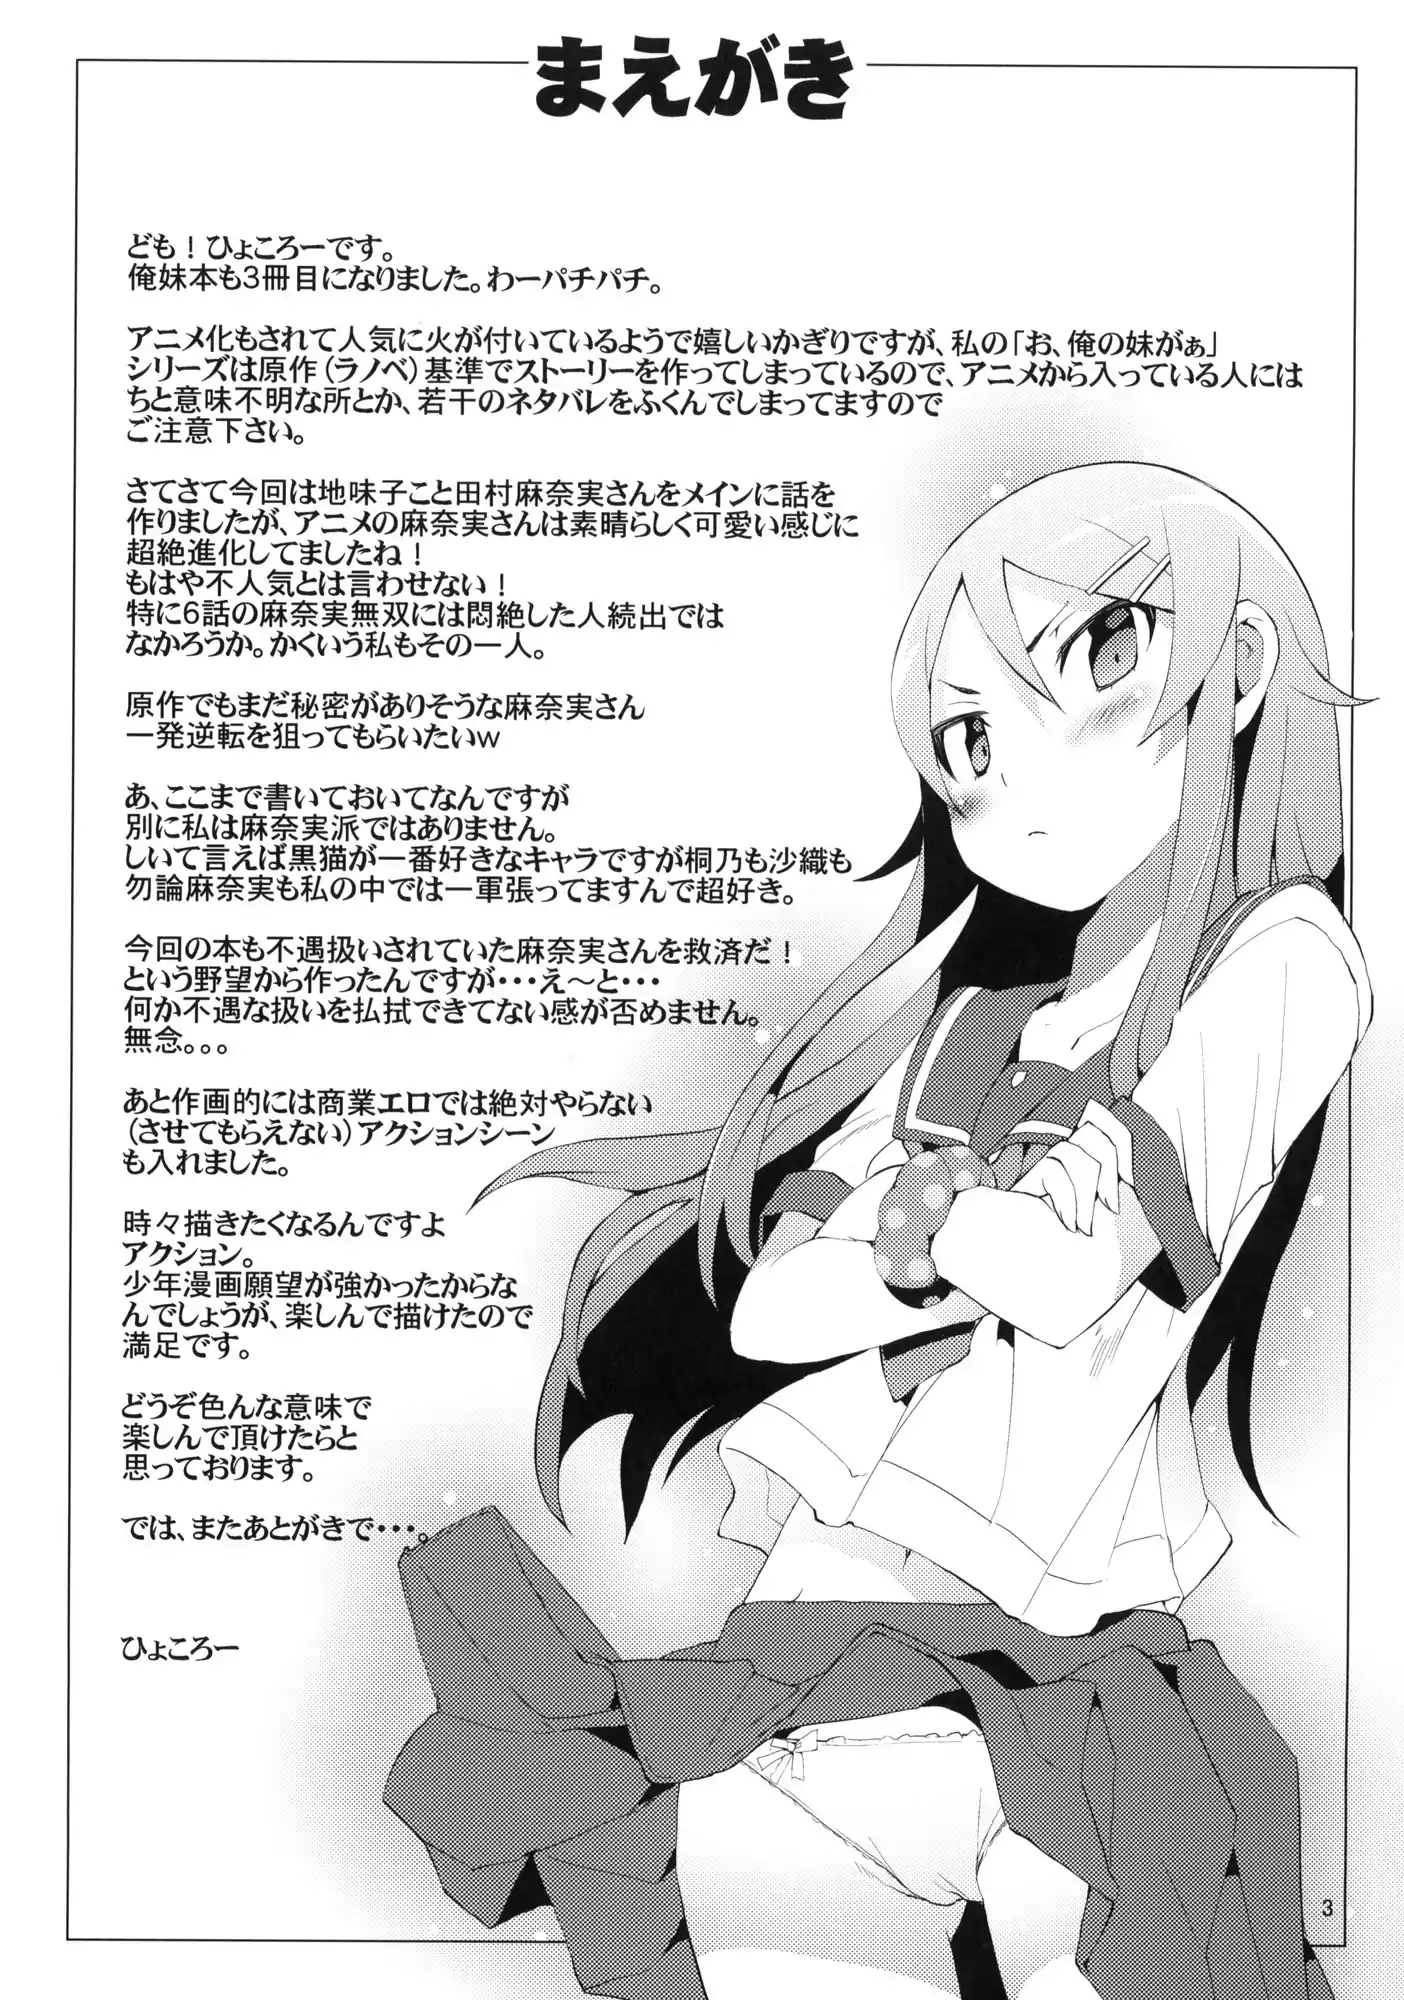 まえがき
ども！ひょころーです。
俺妹本も3冊目になりました。わーパチパチ。
アニメ化もされて人気に火が付いているようで嬉しいかぎりですが、私の「お、俺の妹がぁ」
シリーズは原作（ラノベ）基準でストーリーを作ってしまっているので、アニメから入っている人には
ちと意味不明な所とか、若干のネタバレをふくんでしまってますので
ご注意下さい。
さてさて今回は地味子こと田村麻奈実さんをメインに話を
作りましたが、アニメの麻奈実さんは素晴らしく可愛い感じに
超絶進化してましたね！
もはや不人気とは言わせない！
特に6話の麻奈実無双には悶絶した人続出では
なかろうか。かくいう私もその一人。
原作でもまだ秘密がありそうな麻奈実さん
一発逆転を狙ってもらいたいｗ
あ、ここまで書いておいてなんですが
別に私は麻奈実派ではありません。
しいて言えば黒猫が一番好きなキャラですが桐乃も沙織も
勿論麻奈実も私の中では一軍張ってますんで超好き。
今回の本も不遇扱いされていた麻奈実さんを救済だ！
という野望から作ったんですが・・・え～と・・・
何か不遇な扱いを払拭できてない感が否めません。
無念。。。
あと作画的には商業エロでは絶対やらない
（させてもらえない）アクションシーン
も入れました。
時々描きたくなるんですよ
アクション。
少年漫画願望が強かったからな
んでしょうが、楽しんで描けたので
満足です。
どうぞ色んな意味で
楽しんで頂けたらと
思っております。
では、またあとがきで・・・。
ひょころー
3